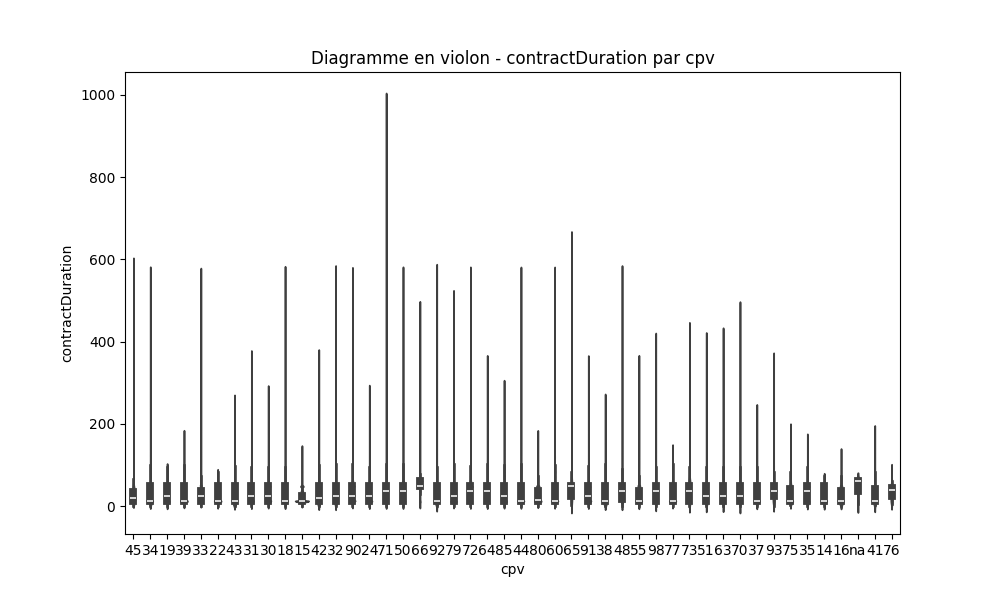 Diagramme en violon - contractDuration par cpv
1000
800
600
400
200
0
contractDuration
45 34 19 39 33 22 43 31 30 18 15 42 32 90 24 71 50 66 92 79 72 64 85 44 80 60 65 91 38 48 55 98 77 73 51 63 70 37 93 75 35 14 16 na 41 76
cpv